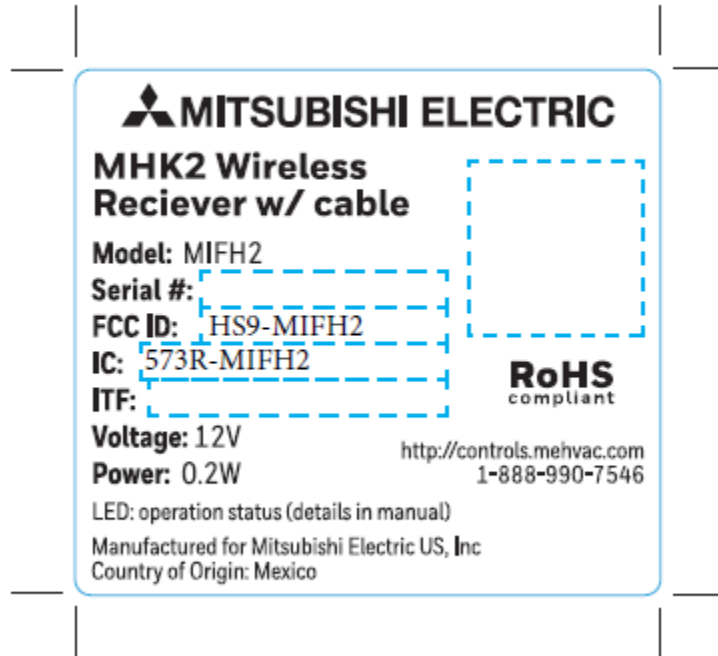 MITSUBISHI ELECTRIC
MHK2 Wireless
Reciever w/ cable
Model: MIFH2
Serial #:
FCC ID: HS9-MIFH2
IC: 573R-MIFH2
ITF:
RoHS
compliant
Voltage: 12V
Power: 0.2W
http://controls.mehvac.com
1-888-990-7546
LED: operation status (details in manual)
Manufactured for Mitsubishi Electric US, Inc
Country of Origin: Mexico